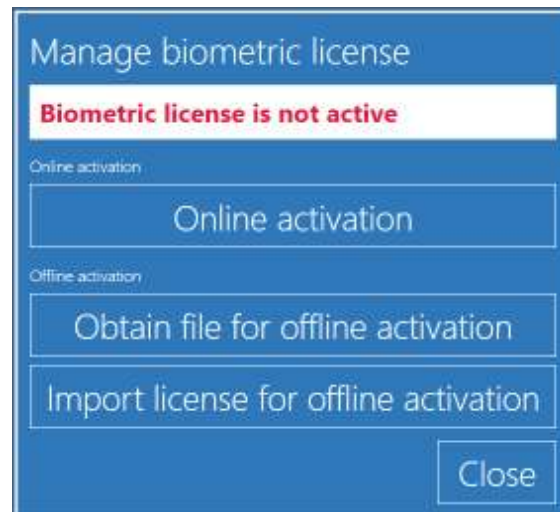 Manage biometric license
Biometric license is not active
Online activation
Online activation
Offline activation
Obtain file for offline activation
Import license for offline activation
Close